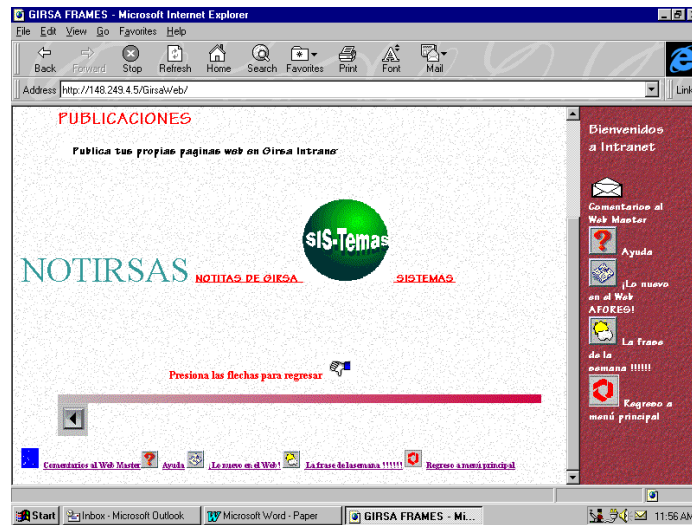 GIRSA FRAMES - Microsoft Internet Explorer
File Edit View Go Favorites Help
Back Forward Stop Refresh Home Search Favorites Print Font Mail
Address http://148.249.4.5/GirsaWeb/ Link
PUBLICACIONES
Publica tus propias paginas web en Girsa Intrane
NOTIRSAS NOTITAS DE GIRSA SIS-Temas SISTEMAS
Presiona las flechas para regresar
Comentarios al Web Master Ayuda ¡Lo nuevo en el Web! La frase de la semana !!!!!! Regreso a menú principal
Bienvenidos
a Intranet
Comentarios al
Web Master
Ayuda
¡Lo nuevo
en el Web
AFORES!
La frase
de la
semana !!!!!!
Regreso a
menú principal
Start Inbox - Microsoft Outlook Microsoft Word - Paper GIRSA FRAMES - Mi... 11:56 AM